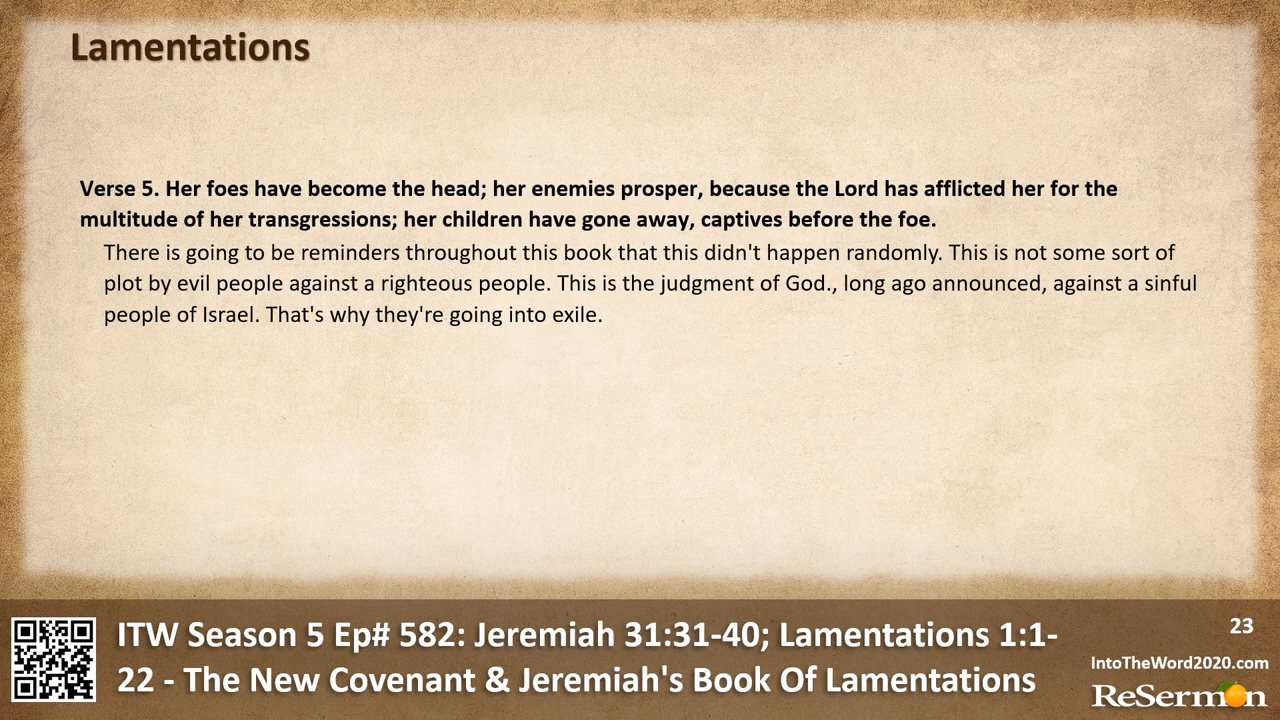 Lamentations
Verse 5. Her foes have become the head; her enemies prosper, because the Lord has afflicted her for the
multitude of her transgressions; her children have gone away, captives before the foe.
There is going to be reminders throughout this book that this didn't happen randomly. This is not some sort of
plot by evil people against a righteous people. This is the judgment of God., long ago announced, against a sinful
people of Israel. That's why they're going into exile.
ITW Season 5 Ep# 582: Jeremiah 31:31-40; Lamentations 1:1-
22 - The New Covenant & Jeremiah's Book Of Lamentations
23
IntoTheWord2020.com
ReSermon